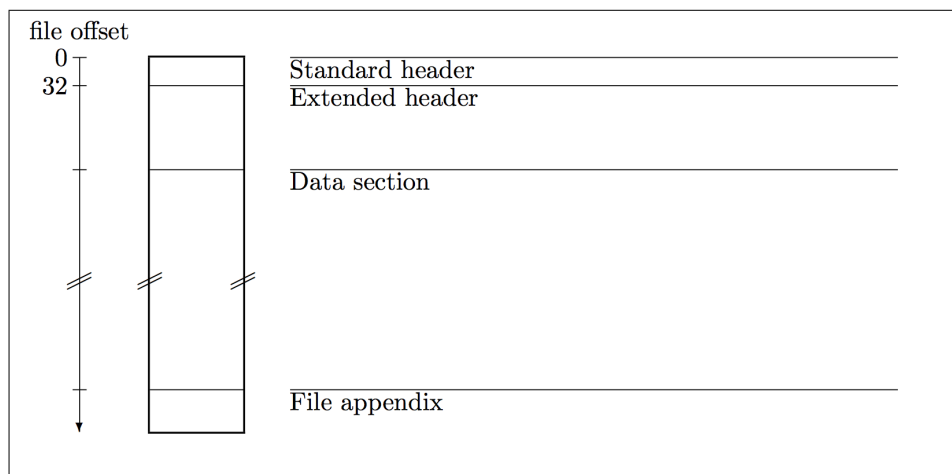 file offset
0
Standard header
32
Extended header
Data section
File appendix